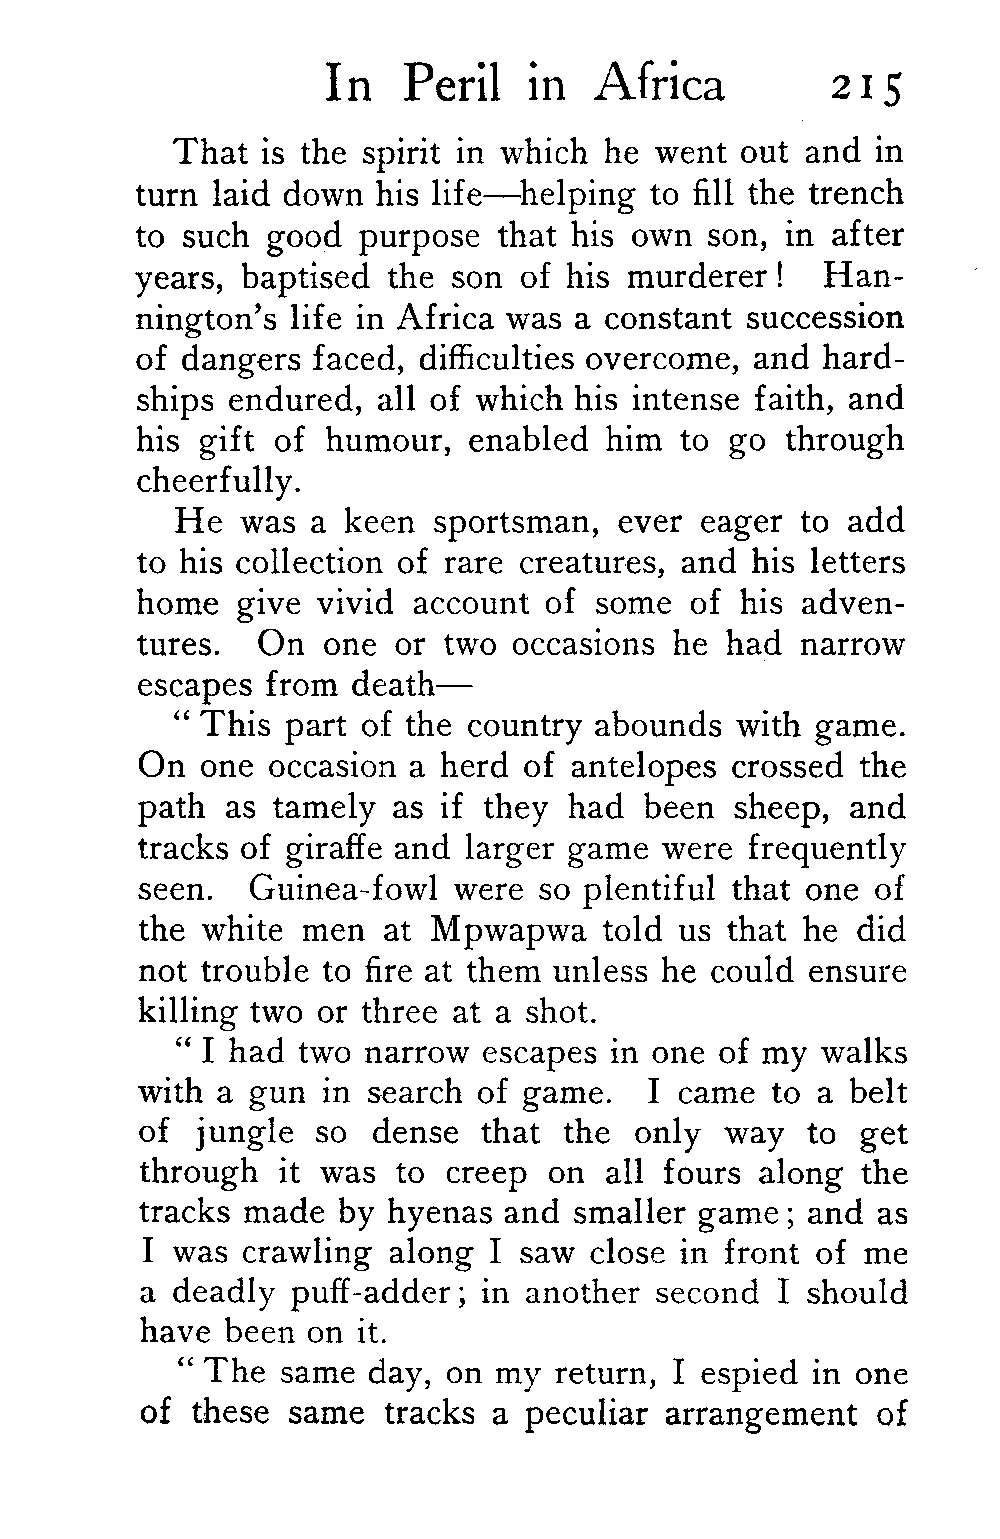 In Peril in Africa 215
That is the spirit in which he went out and in
turn laid down his life—helping to fill the trench
to such good purpose that his own son, in after
years, baptised the son of his murderer! Han-
nington's life in Africa was a constant succession
of dangers faced, difficulties overcome, and hard-
ships endured, all of which his intense faith, and
his gift of humour, enabled him to go through
cheerfully.
He was a keen sportsman, ever eager to add
to his collection of rare creatures, and his letters
home give vivid account of some of his adven-
tures. On one or two occasions he had narrow
escapes from death—
“ This part of the country abounds with game.
On one occasion a herd of antelopes crossed the
path as tamely as if they had been sheep, and
tracks of giraffe and larger game were frequently
seen. Guinea-fowl were so plentiful that one of
the white men at Mpwapwa told us that he did
not trouble to fire at them unless he could ensure
killing two or three at a shot.
“ I had two narrow escapes in one of my walks
with a gun in search of game. I came to a belt
of jungle so dense that the only way to get
through it was to creep on all fours along the
tracks made by hyenas and smaller game; and as
I was crawling along I saw close in front of me
a deadly puff-adder; in another second I should
have been on it.
“ The same day, on my return, I espied in one
of these same tracks a peculiar arrangement of